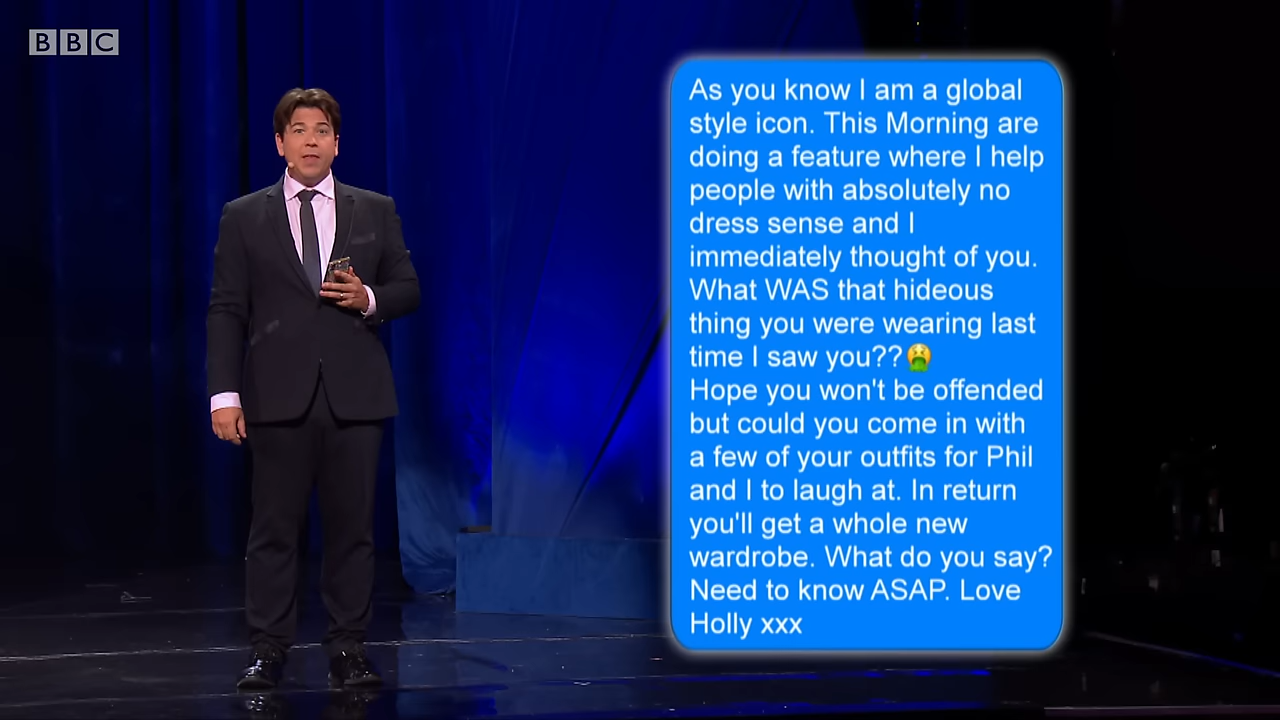 BBC
As you know I am a global
style icon. This Morning are
doing a feature where I help
people with absolutely no
dress sense and I
immediately thought of you.
What WAS that hideous
thing you were wearing last
time I saw you??🤮
Hope you won't be offended
but could you come in with
a few of your outfits for Phil
and I to laugh at. In return
you'll get a whole new
wardrobe. What do you say?
Need to know ASAP. Love
Holly xxx